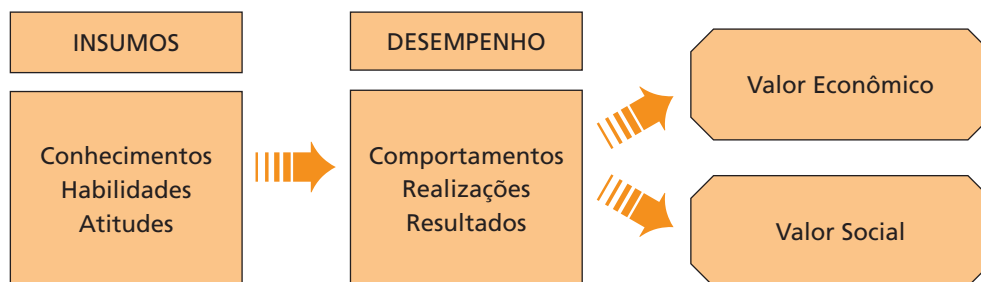 INSUMOS
Conhecimentos
Habilidades
Atitudes
DESEMPENHO
Comportamentos
Realizações
Resultados
Valor Econômico
Valor Social